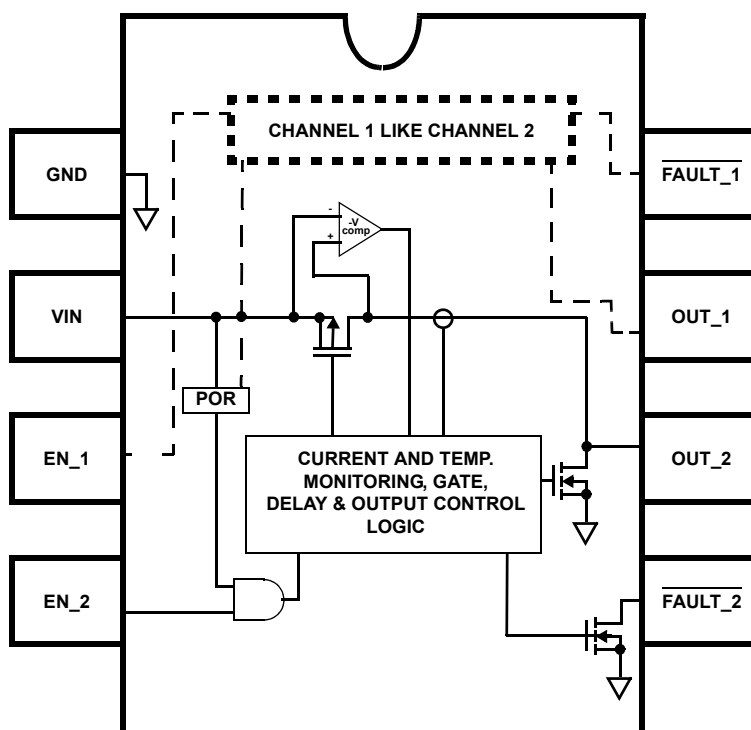 CHANNEL 1 LIKE CHANNEL 2
GND
FAULT_1
-
-V
comp
+
VIN
OUT_1
POR
EN_1
CURRENT AND TEMP.
MONITORING, GATE,
DELAY & OUTPUT CONTROL
LOGIC
OUT_2
EN_2
FAULT_2